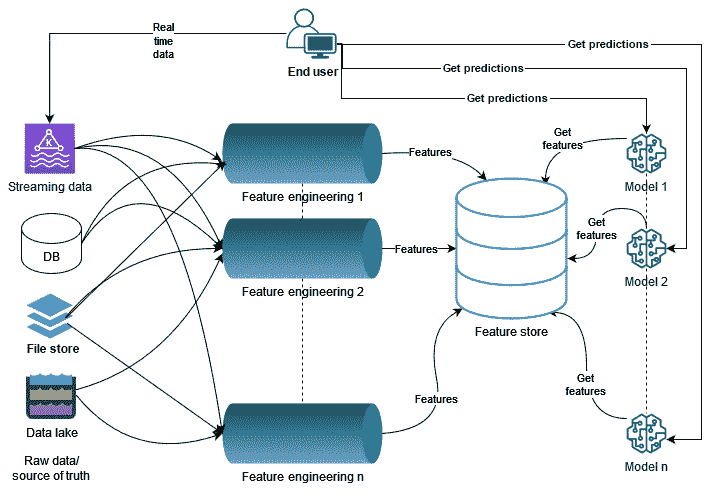 Real
time
data
End user
Get predictions
Get predictions
Get predictions
K
Streaming data
Feature engineering 1
Features
Get
features
Model 1
DB
Feature engineering 2
Features
Get
features
Model 2
File store
Feature store
Data lake
Feature engineering n
Features
Get
features
Model n
Raw data/
source of truth